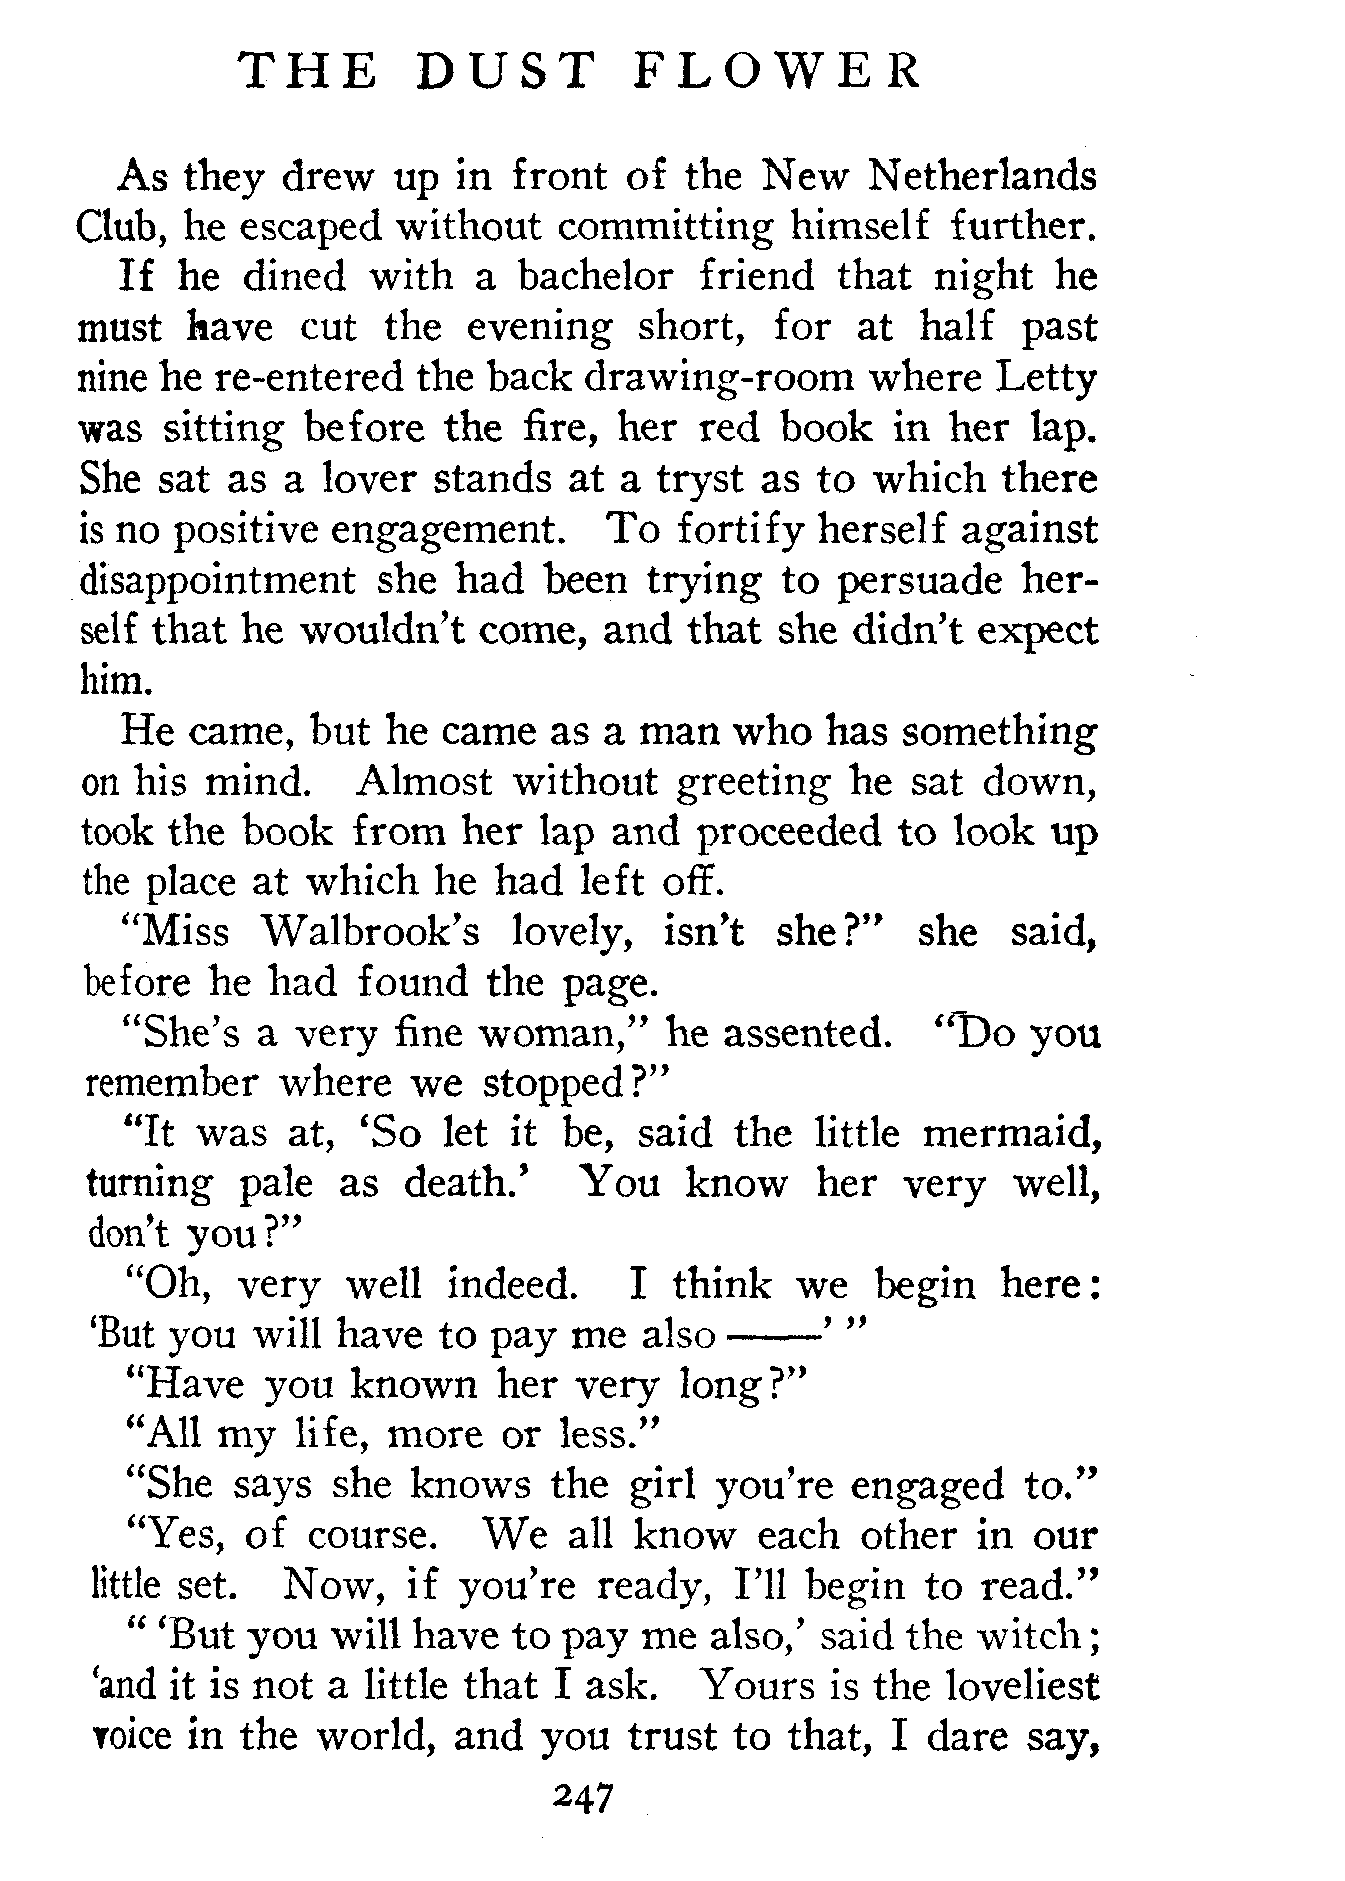 THE DUST FLOWER
As they drew up in front of the New Netherlands
Club, he escaped without committing himself further.
If he dined with a bachelor friend that night he
must have cut the evening short, for at half past
nine he re-entered the back drawing-room where Letty
was sitting before the fire, her red book in her lap.
She sat as a lover stands at a tryst as to which there
is no positive engagement. To fortify herself against
disappointment she had been trying to persuade her-
self that he wouldn't come, and that she didn't expect
him.
He came, but he came as a man who has something
on his mind. Almost without greeting he sat down,
took the book from her lap and proceeded to look up
the place at which he had left off.
"Miss Walbrook's lovely, isn't she?" she said,
before he had found the page.
"She's a very fine woman," he assented. "Do you
remember where we stopped?"
"It was at, 'So let it be, said the little mermaid,
turning pale as death.' You know her very well,
don't you?"
"Oh, very well indeed. I think we begin here:
'But you will have to pay me also ——' "
"Have you known her very long?"
"All my life, more or less."
"She says she knows the girl you're engaged to."
"Yes, of course. We all know each other in our
little set. Now, if you're ready, I'll begin to read."
" 'But you will have to pay me also,' said the witch;
'and it is not a little that I ask. Yours is the loveliest
voice in the world, and you trust to that, I dare say,
247